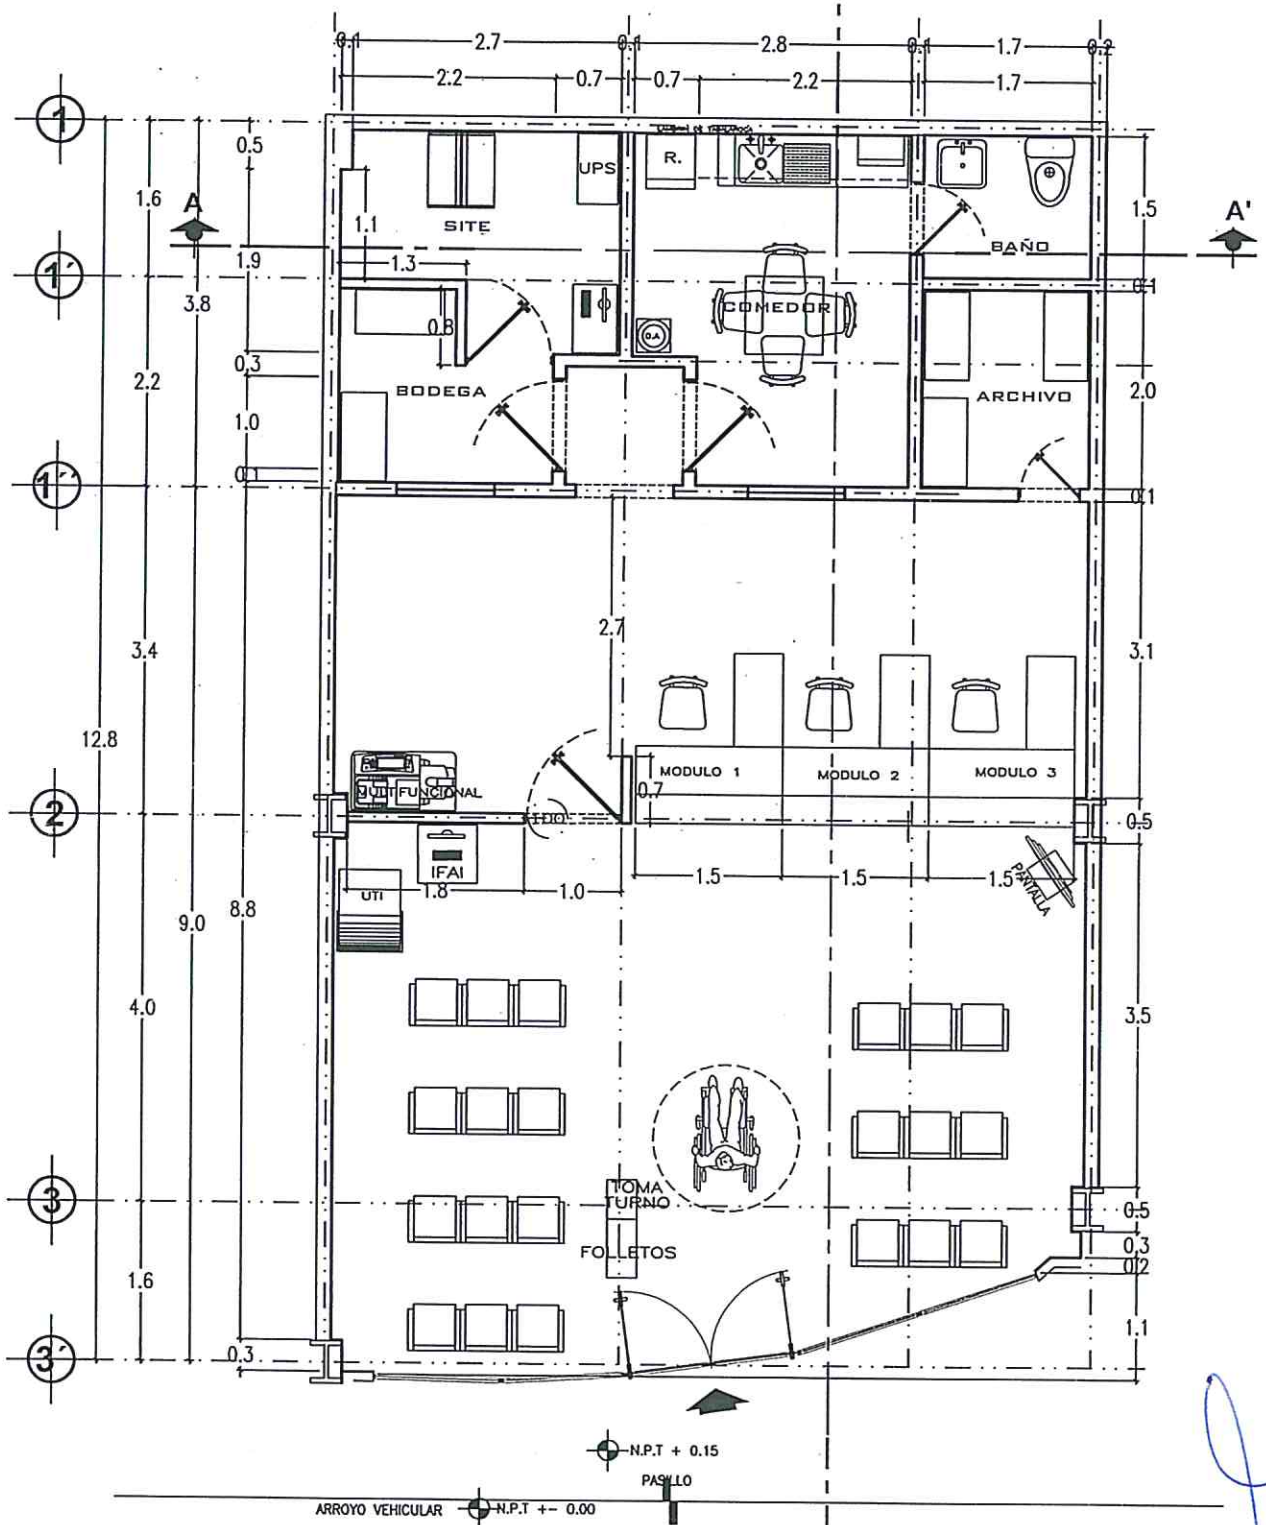 0.1
2.7
0.1
2.8
0.1
1.7
0.2
2.2
0.7
0.7
2.2
1.7
1
0.5
UPS
R.
1.6
A
SITE
1.1
1.5
A'
BAÑO
1.9
1.3
1´
3.8
COMEDOR
0.1
0.8
D.A.
0.3
2.2
BODEGA
ARCHIVO
2.0
1.0
1´´
0.1
0.1
2.7
3.4
3.1
12.8
MODULO 1
MODULO 2
MODULO 3
MULTIFUNCIONAL
0.7
2
0.5
IFAI
1.8
1.0
1.5
1.5
1.5
PANTALLA
UTI
9.0
8.8
4.0
3.5
TOMA
TURNO
3
0.5
FOLLETOS
0.3
0.2
1.6
1.1
3´
0.3
N.P.T + 0.15
PASILLO
ARROYO VEHICULAR
N.P.T +- 0.00